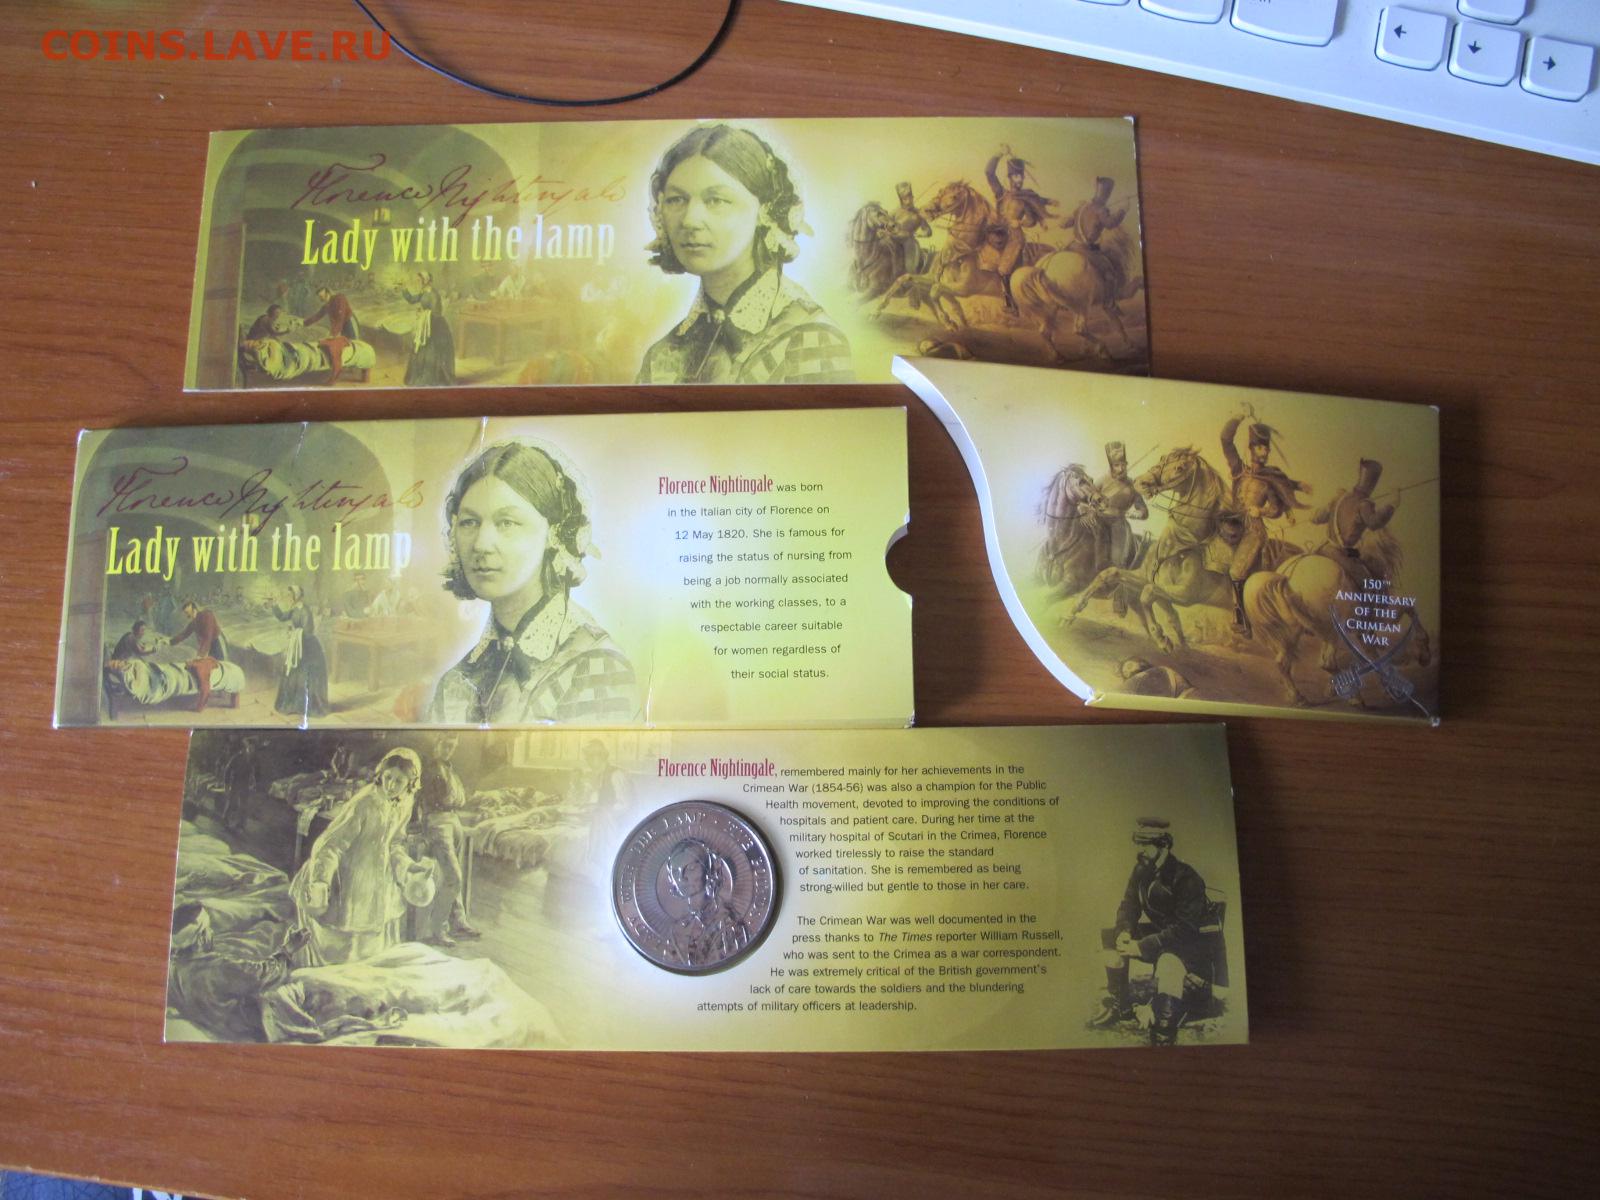 COINS.LAVE.RU
Florence Nightingale
Lady with the lamp
Florence Nightingale
Lady with the lamp
Florence Nightingale was born
in the Italian city of Florence on
12 May 1820. She is famous for
raising the status of nursing from
being a job normally associated
with the working classes, to a
respectable career suitable
for women regardless of
their social status.
150TH
ANNIVERSARY
OF THE
CRIMEAN
WAR
Florence Nightingale, remembered mainly for her achievements in the
Crimean War (1854-56) was also a champion for the Public
Health movement, devoted to improving the conditions of
hospitals and patient care. During her time at the
military hospital of Scutari in the Crimea, Florence
worked tirelessly to raise the standard
of sanitation. She is remembered as being
strong-willed but gentle to those in her care.
The Crimean War was well documented in the
press thanks to The Times reporter William Russell,
who was sent to the Crimea as a war correspondent.
He was extremely critical of the British government's
lack of care towards the soldiers and the blundering
attempts of military officers at leadership.
LADY WITH THE LAMP